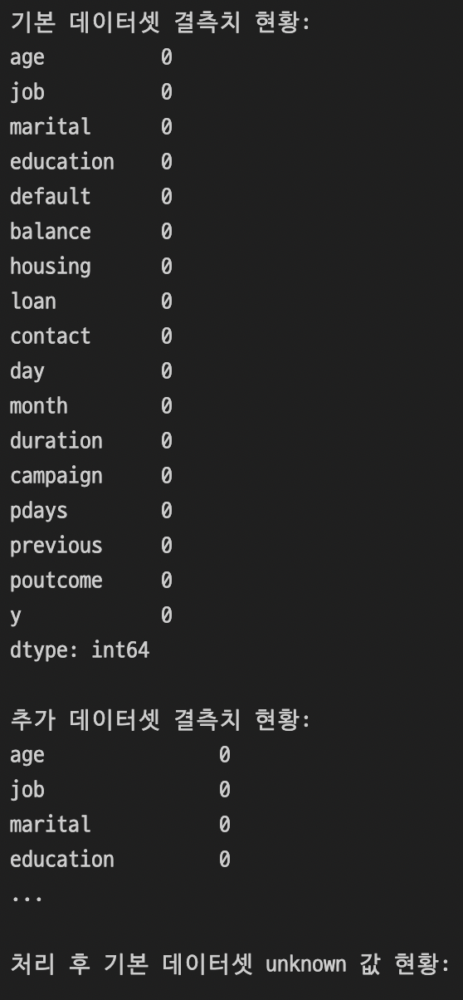 기본 데이터셋 결측치 현황:
age 0
job 0
marital 0
education 0
default 0
balance 0
housing 0
loan 0
contact 0
day 0
month 0
duration 0
campaign 0
pdays 0
previous 0
poutcome 0
y 0
dtype: int64
추가 데이터셋 결측치 현황:
age 0
job 0
marital 0
education 0
...
처리 후 기본 데이터셋 unknown 값 현황: